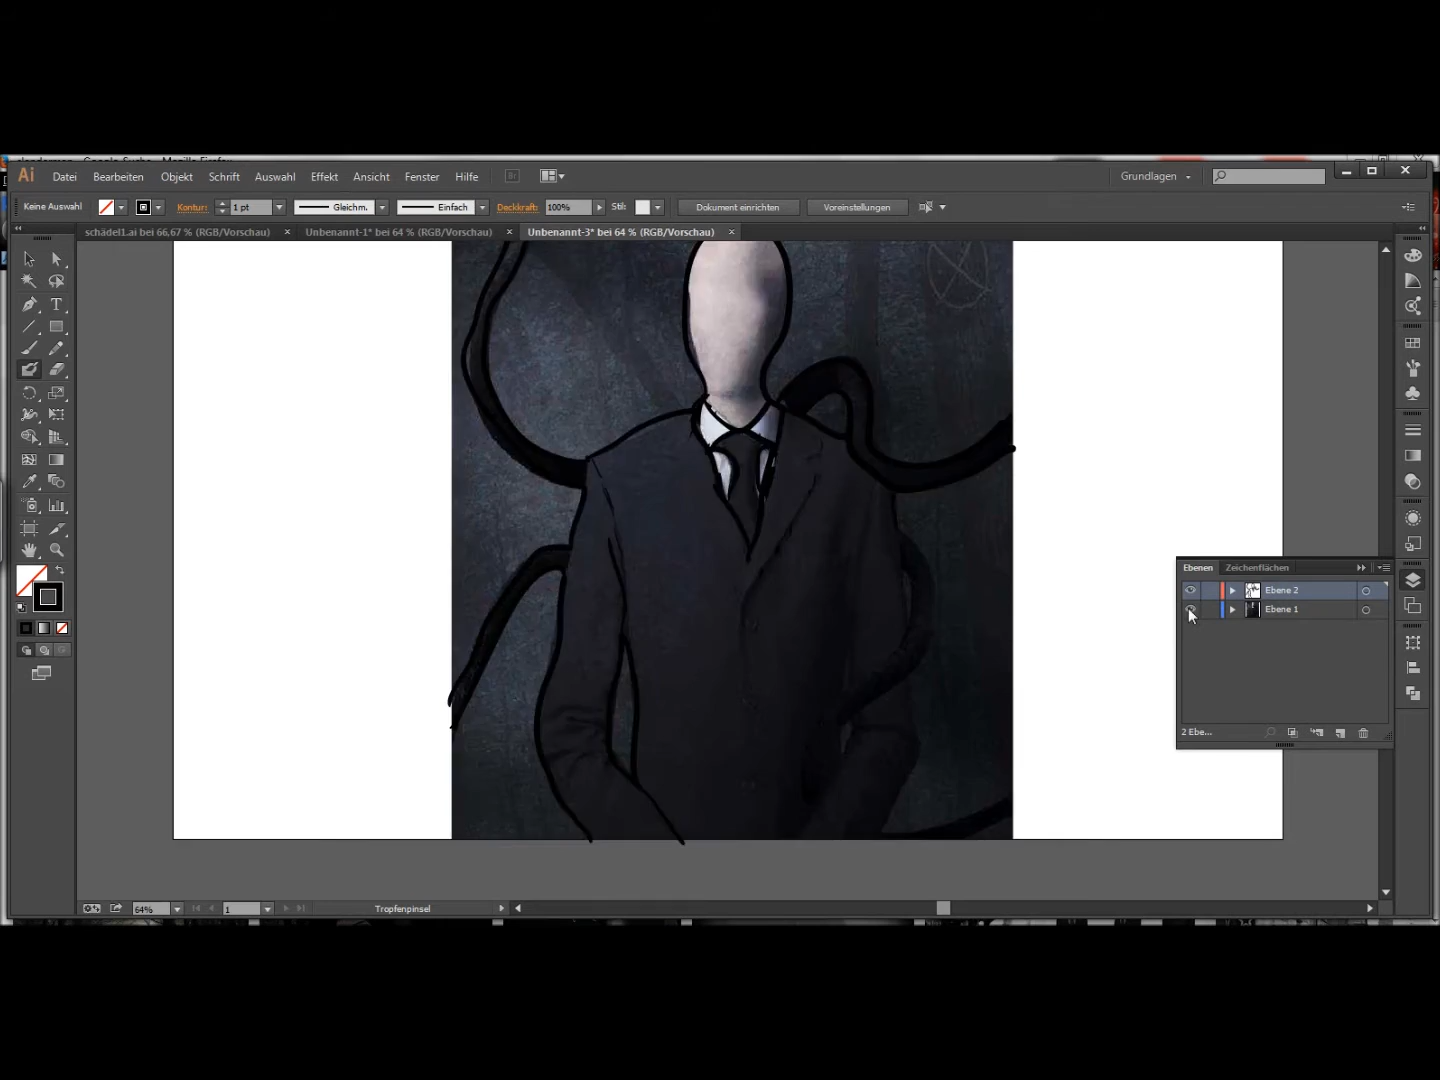 Ai Datei Bearbeiten Objekt Schrift Auswahl Effekt Ansicht Fenster Hilfe Br Grundlagen
Keine Auswahl Kontur: 1 pt Gleichm. Einfach Deckkraft: 100% Stil: Dokument einrichten Voreinstellungen
schädel1.ai bei 66,67 % (RGB/Vorschau) Unbenannt-1* bei 64 % (RGB/Vorschau) Unbenannt-3* bei 64 % (RGB/Vorschau)
Ebenen Zeichenflächen
Ebene 2
Ebene 1
2 Ebe...
64% 1 Tropfenpinsel